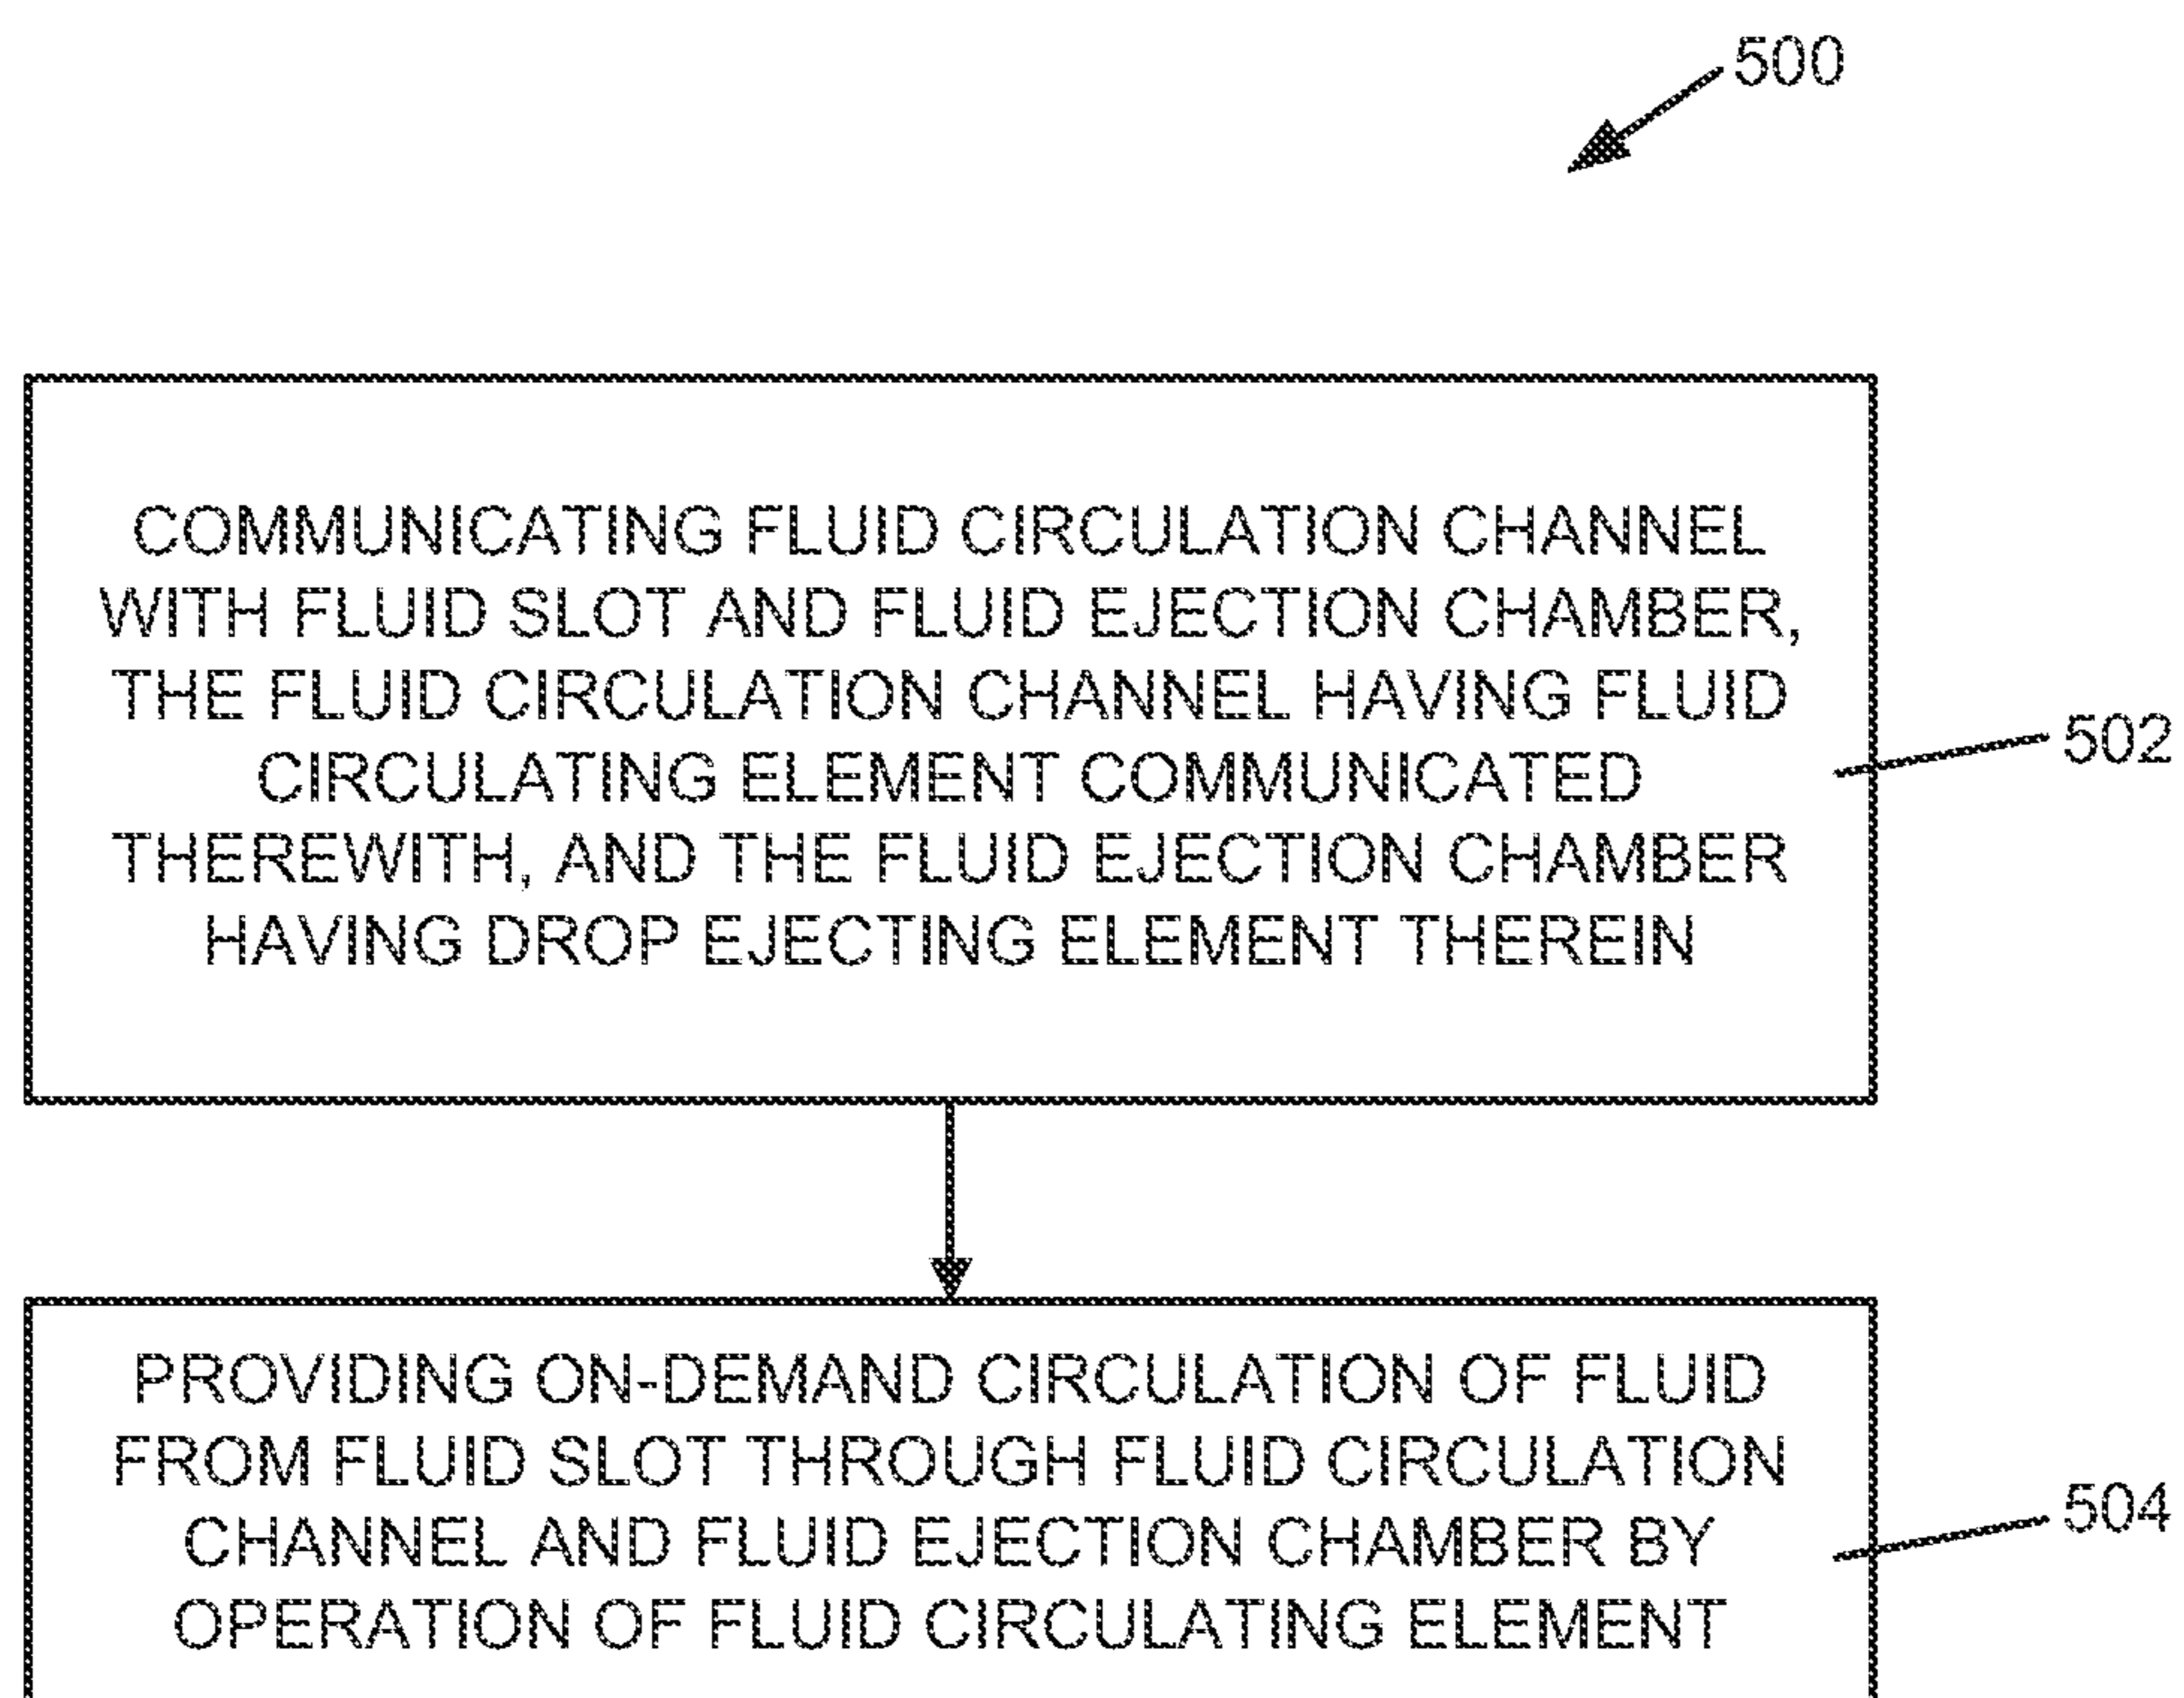 500
COMMUNICATING FLUID CIRCULATION CHANNEL
WITH FLUID SLOT AND FLUID EJECTION CHAMBER,
THE FLUID CIRCULATION CHANNEL HAVING FLUID
CIRCULATING ELEMENT COMMUNICATED
THEREWITH, AND THE FLUID EJECTION CHAMBER
HAVING DROP EJECTING ELEMENT THEREIN
502
PROVIDING ON-DEMAND CIRCULATION OF FLUID
FROM FLUID SLOT THROUGH FLUID CIRCULATION
CHANNEL AND FLUID EJECTION CHAMBER BY
OPERATION OF FLUID CIRCULATING ELEMENT
504